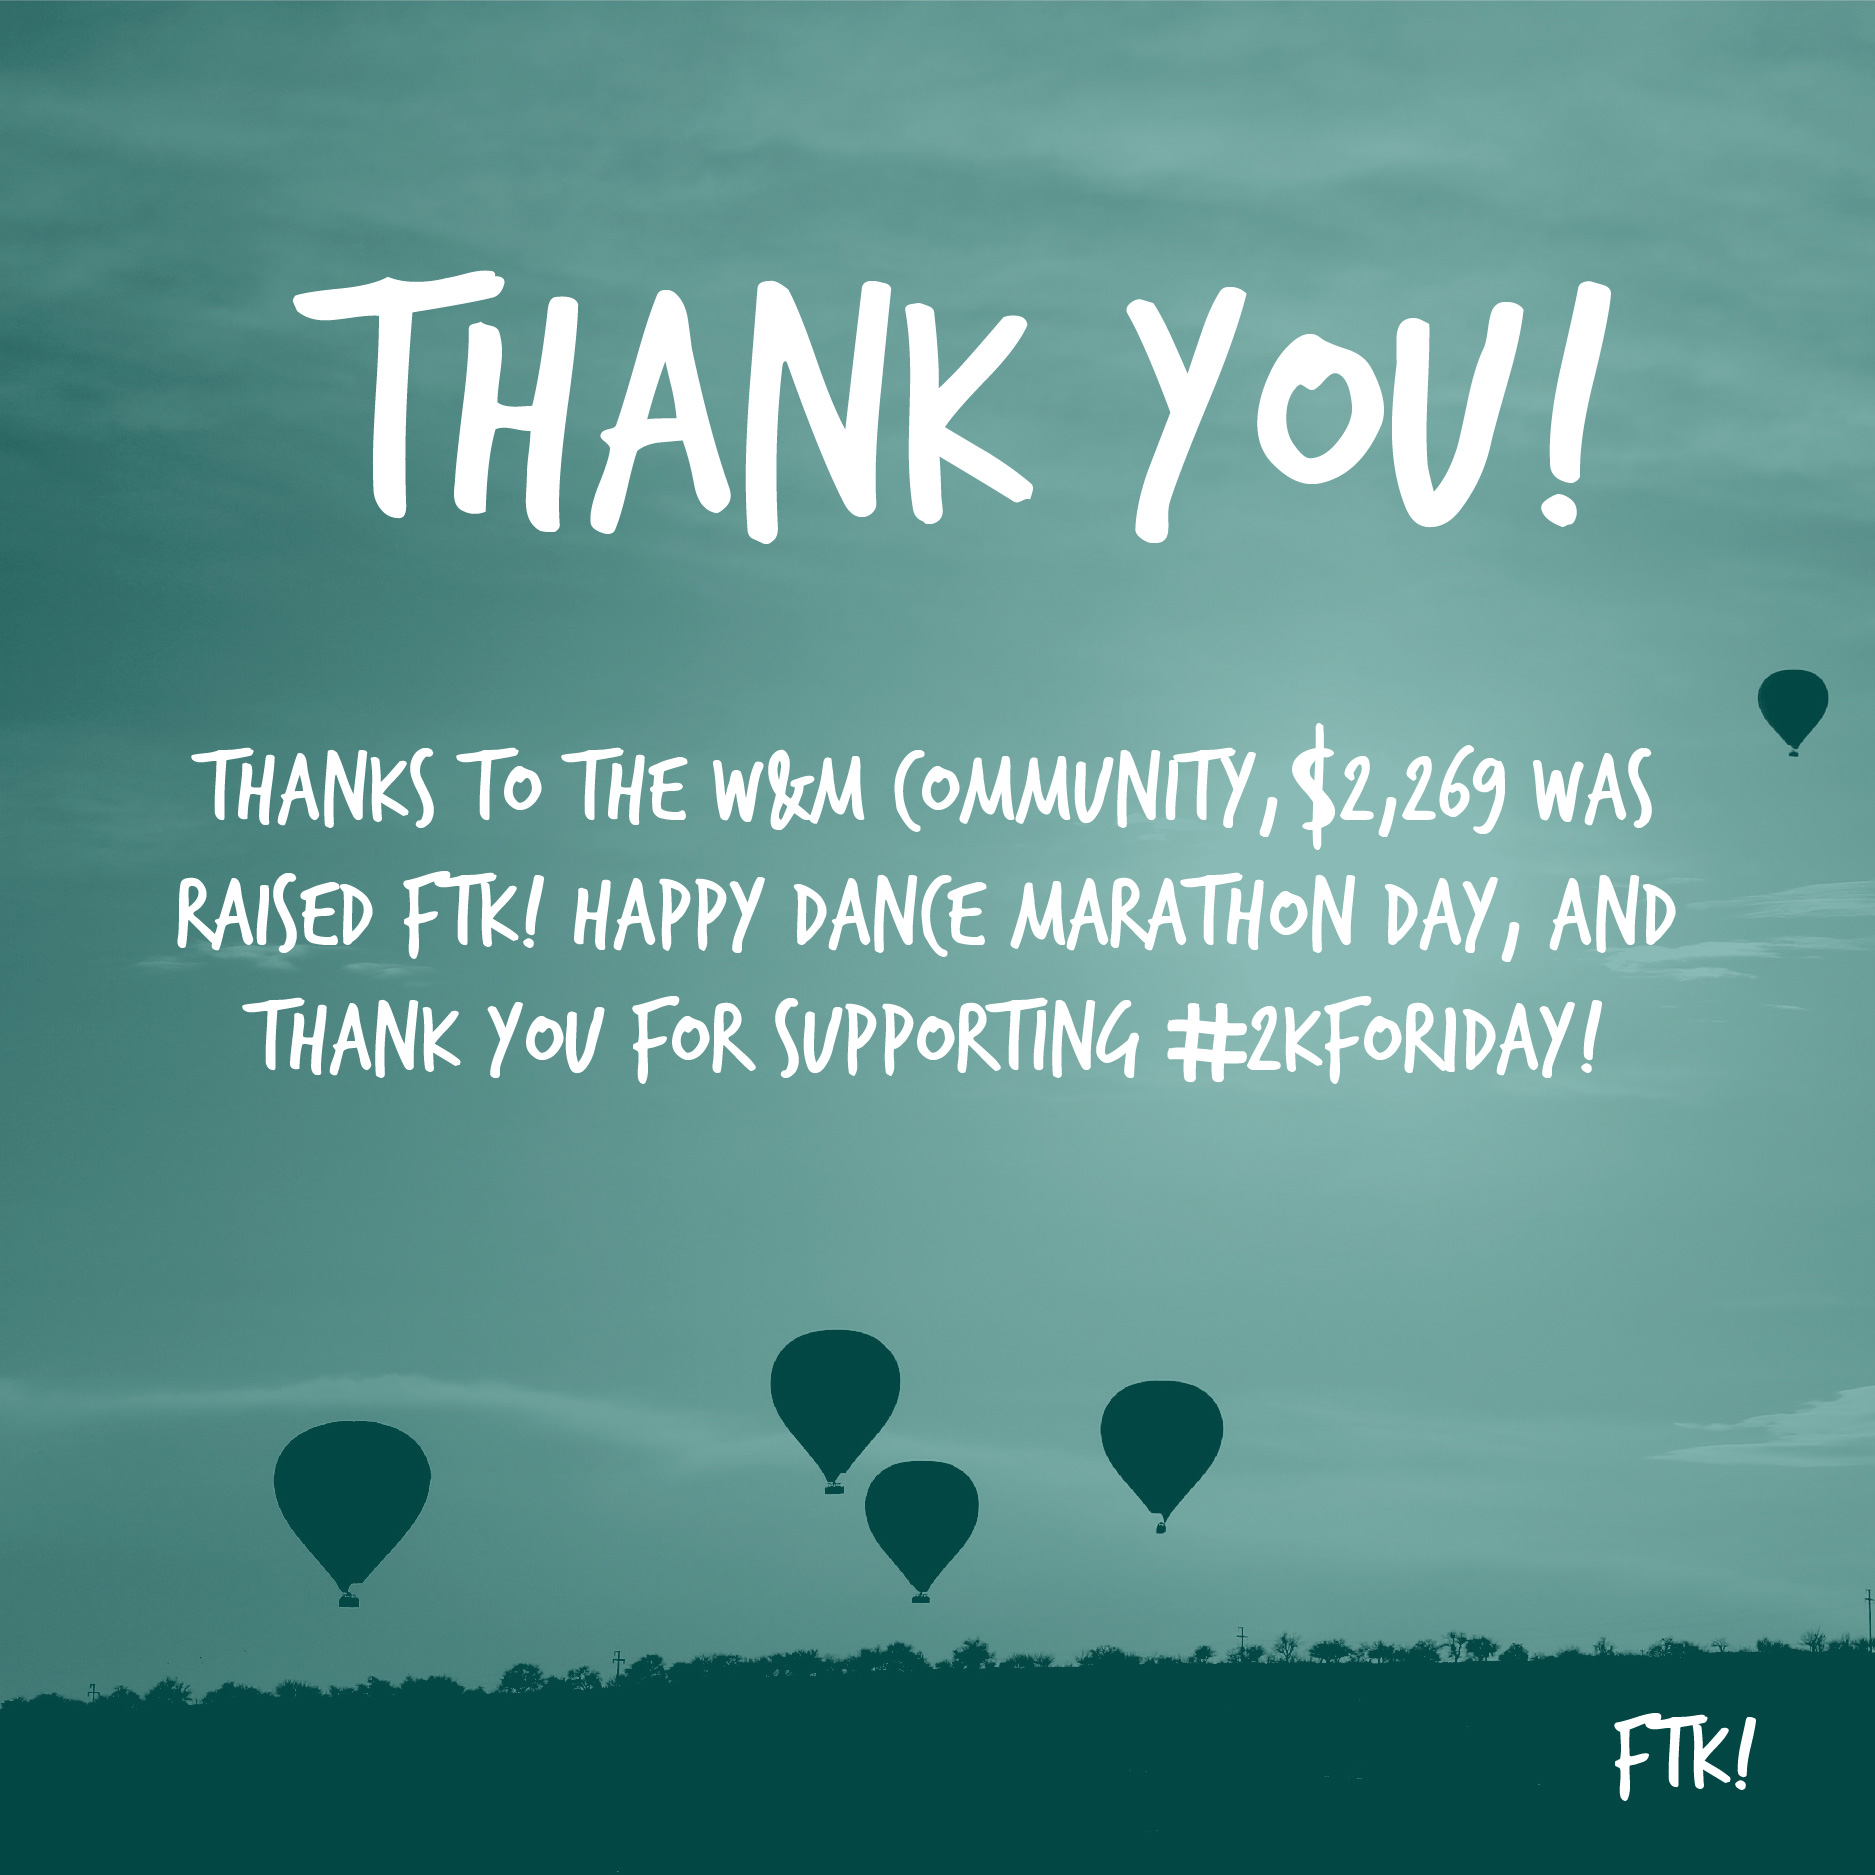 THANK YOU!
THANKS TO THE W&M COMMUNITY, $2,269 WAS
RAISED FTK! HAPPY DANCE MARATHON DAY, AND
THANK YOU FOR SUPPORTING #2KFOR1DAY!
FTK!